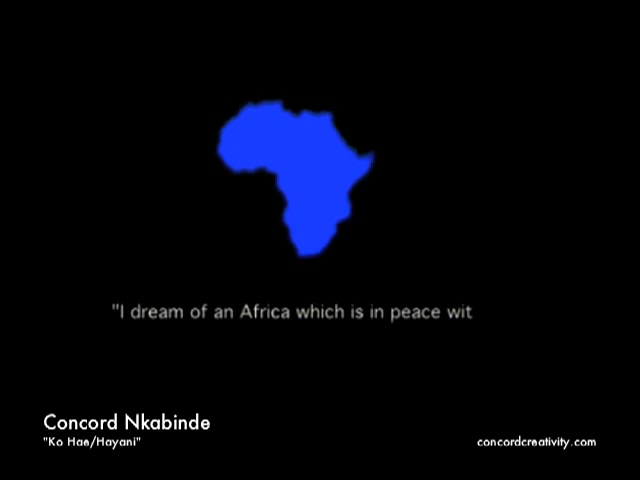 "I dream of an Africa which is in peace wit
Concord Nkabinde
"Ko Hae/Hayani"
concordcreativity.com